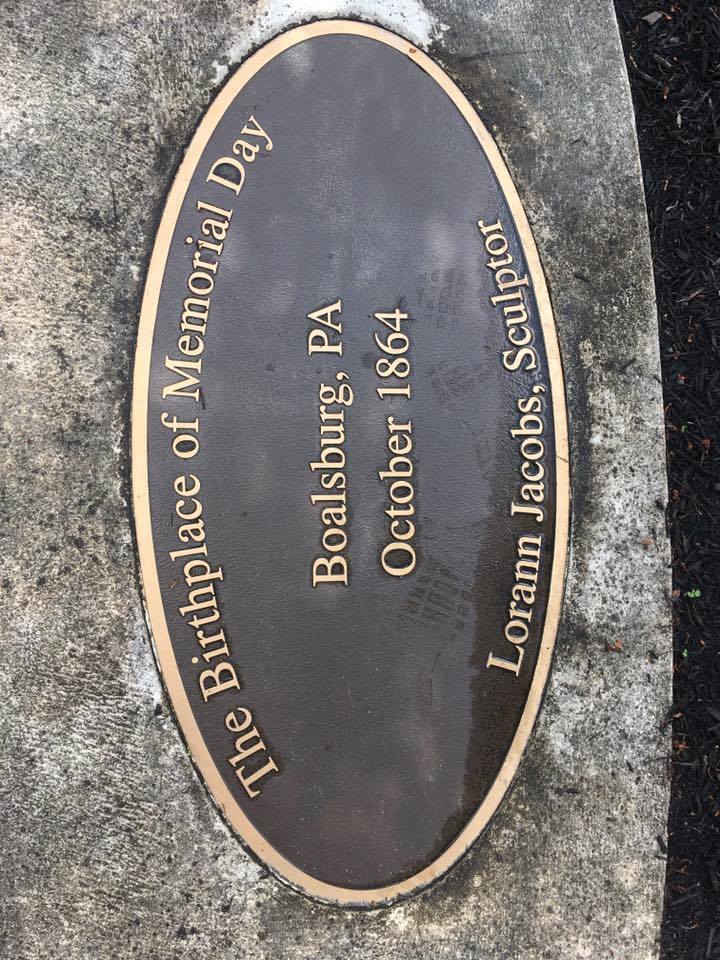 The Birthplace of Memorial Day
Boalsburg, PA
October 1864
Lorann Jacobs, Sculptor